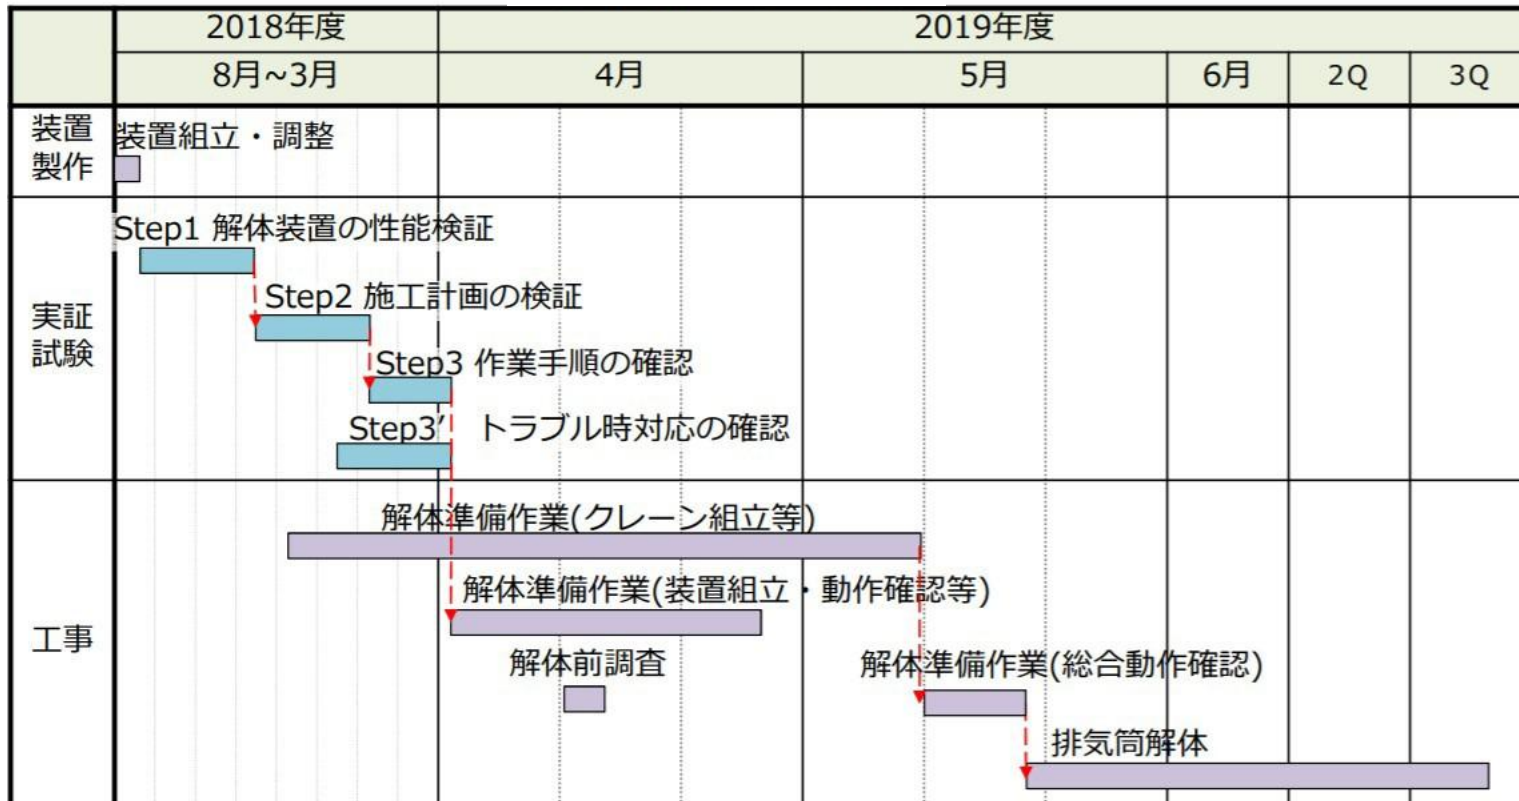 2018年度
2019年度
8月~3月
4月
5月
6月
2Q
3Q
装置
製作
装置組立・調整
実証
試験
Step1 解体装置の性能検証
Step2 施工計画の検証
Step3 作業手順の確認
Step3′ トラブル時対応の確認
工事
解体準備作業(クレーン組立等)
解体準備作業(装置組立・動作確認等)
解体前調査
解体準備作業(総合動作確認)
排気筒解体